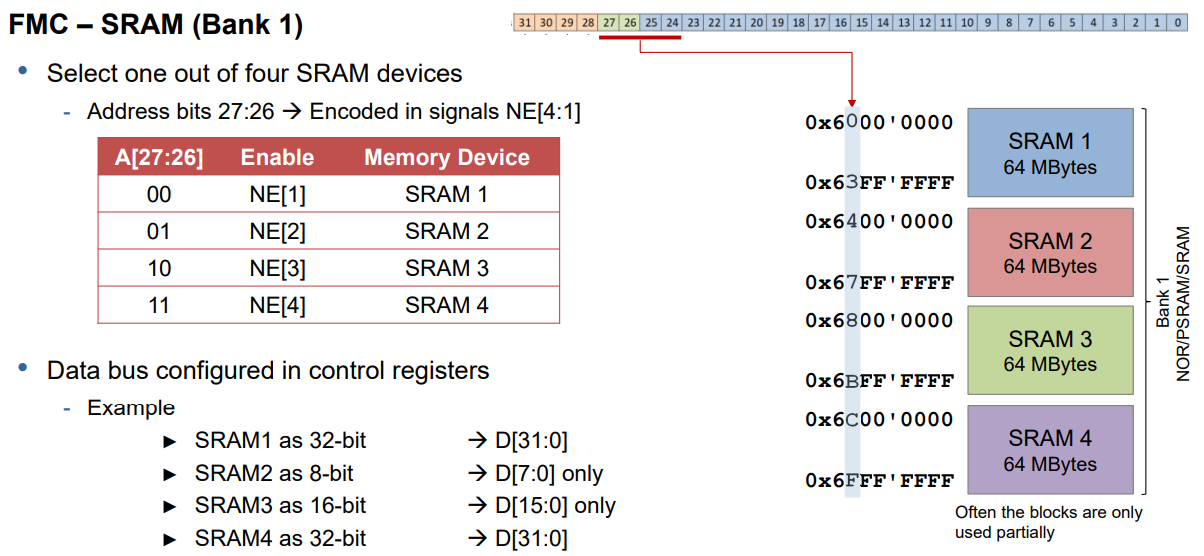 FMC – SRAM (Bank 1)
31 30 29 28 27 26 25 24 23 22 21 20 19 18 17 16 15 14 13 12 11 10 9 8 7 6 5 4 3 2 1 0
• Select one out of four SRAM devices
- Address bits 27:26 → Encoded in signals NE[4:1]
A[27:26] Enable Memory Device
00 NE[1] SRAM 1
01 NE[2] SRAM 2
10 NE[3] SRAM 3
11 NE[4] SRAM 4
• Data bus configured in control registers
- Example
► SRAM1 as 32-bit → D[31:0]
► SRAM2 as 8-bit → D[7:0] only
► SRAM3 as 16-bit → D[15:0] only
► SRAM4 as 32-bit → D[31:0]
0x6000'0000
0x63FF'FFFF
SRAM 1
64 MBytes
0x6400'0000
0x67FF'FFFF
SRAM 2
64 MBytes
0x6800'0000
0x6BFF'FFFF
SRAM 3
64 MBytes
0x6C00'0000
0x6FFF'FFFF
SRAM 4
64 MBytes
Bank 1
NOR/PSRAM/SRAM
Often the blocks are only
used partially